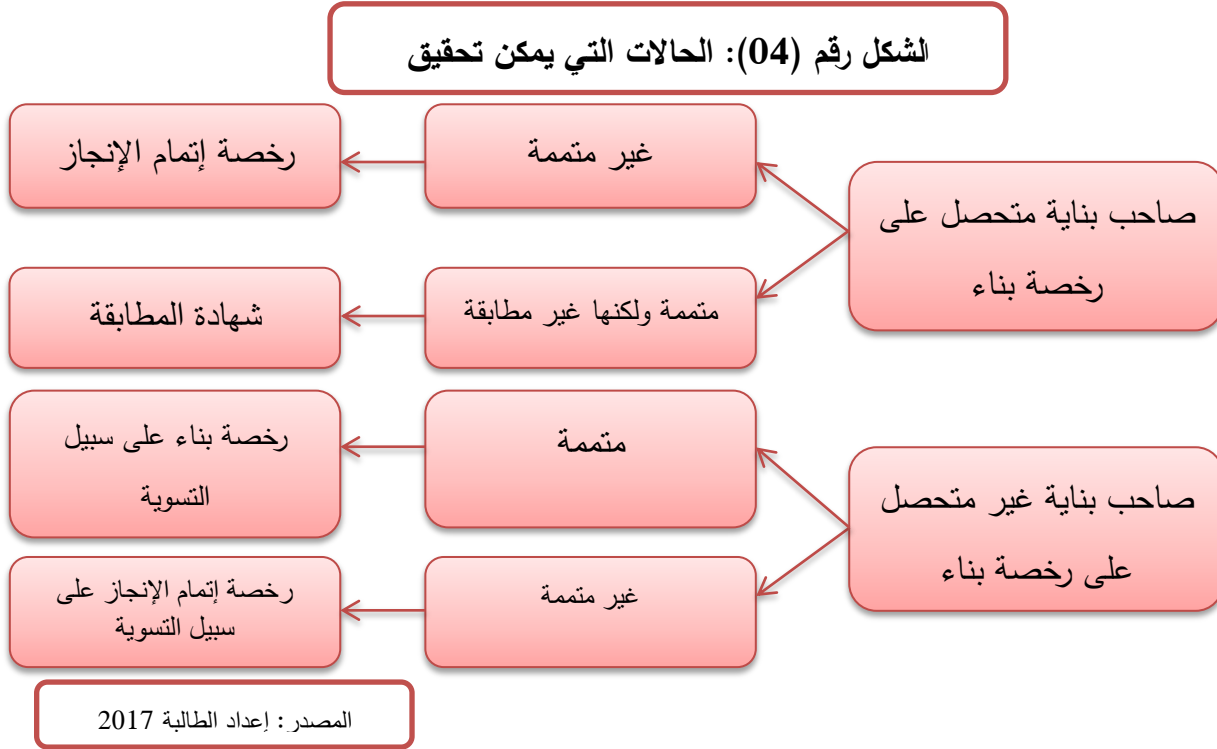 الشكل رقم (04): الحالات التي يمكن تحقيق
صاحب بناية متحصل على
رخصة بناء
غير متممة
رخصة إتمام الإنجاز
متممة ولكنها غير مطابقة
شهادة المطابقة
صاحب بناية غير متحصل
على رخصة بناء
متممة
رخصة بناء على سبيل
التسوية
غير متممة
رخصة إتمام الإنجاز على
سبيل التسوية
المصدر: إعداد الطالبة 2017